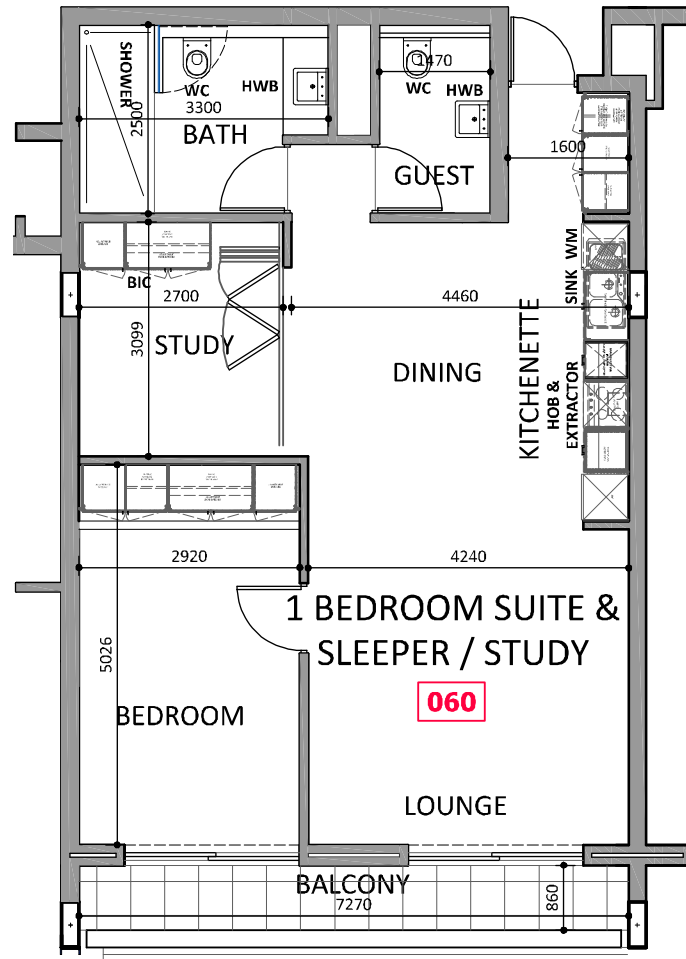 SHOWER
2500
WC
3300
HWB
BATH
1470
WC
HWB
GUEST
1600
BIC
2700
3099
STUDY
4460
DINING
KITCHENETTE
SINK WM
HOB &
EXTRACTOR
2920
4240
5026
1 BEDROOM SUITE &
SLEEPER / STUDY
060
BEDROOM
LOUNGE
BALCONY
7270
860